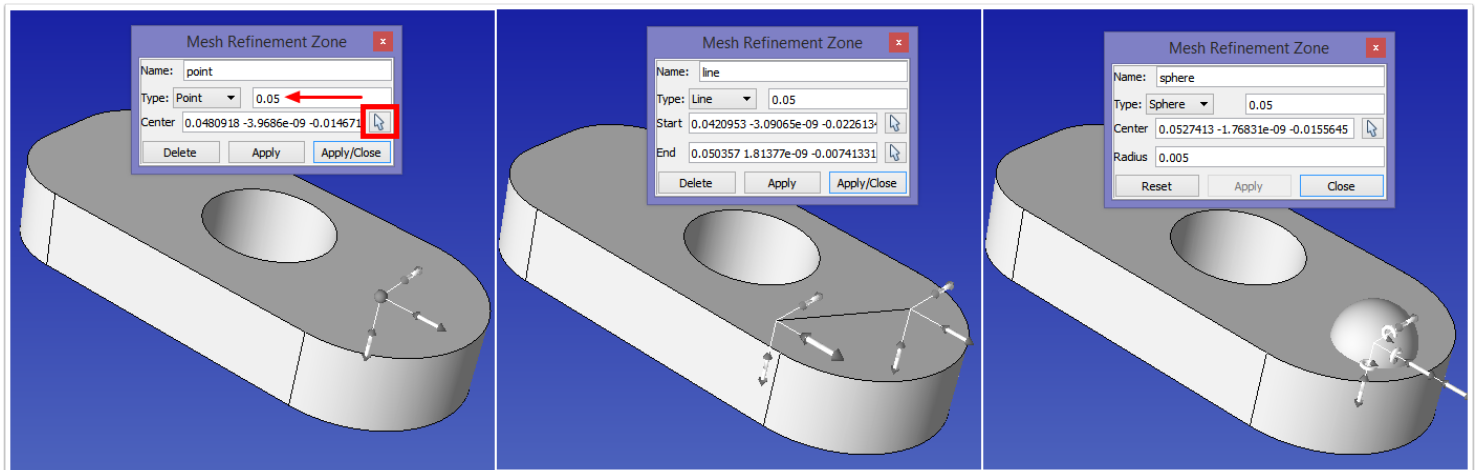 Mesh Refinement Zone x
Name: point
Type: Point 0.05
Center 0.0480918 -3.9686e-09 -0.014671
Delete Apply Apply/Close
Mesh Refinement Zone x
Name: line
Type: Line 0.05
Start 0.0420953 -3.09065e-09 -0.022613
End 0.050357 1.81377e-09 -0.00741331
Delete Apply Apply/Close
Mesh Refinement Zone x
Name: sphere
Type: Sphere 0.05
Center 0.0527413 -1.76831e-09 -0.0155645
Radius 0.005
Reset Apply Close